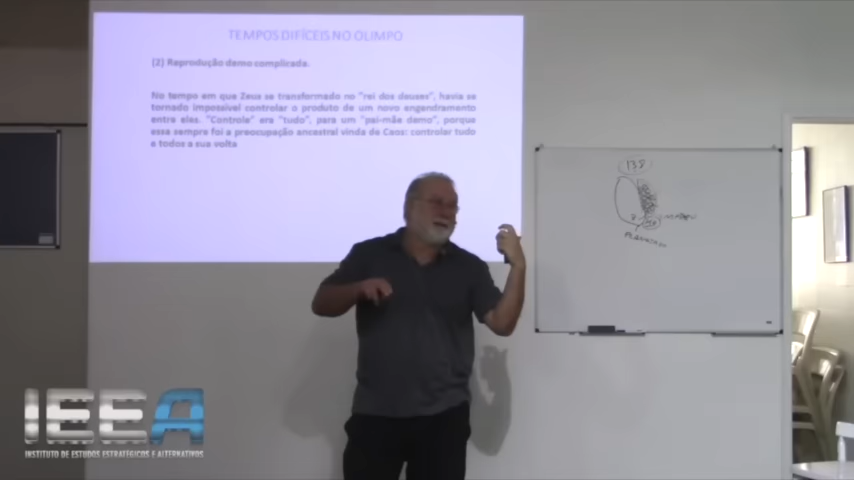 TEMPOS DIFÍCEIS NO OLIMPO
(2) Reprodução demo complicada.
No tempo em que Zeus se transformado no "rei dos deuses", havia se
tornado impossível controlar o produto de um novo engendramento
entre eles. "Controle" era "tudo", para um "pai-mãe demo", porque
essa sempre foi a preocupação ancestral vinda de Caos: controlar tudo
e todos a sua volta
138
IEEA
INSTITUTO DE ESTUDOS ESTRATÉGICOS E ALTERNATIVOS